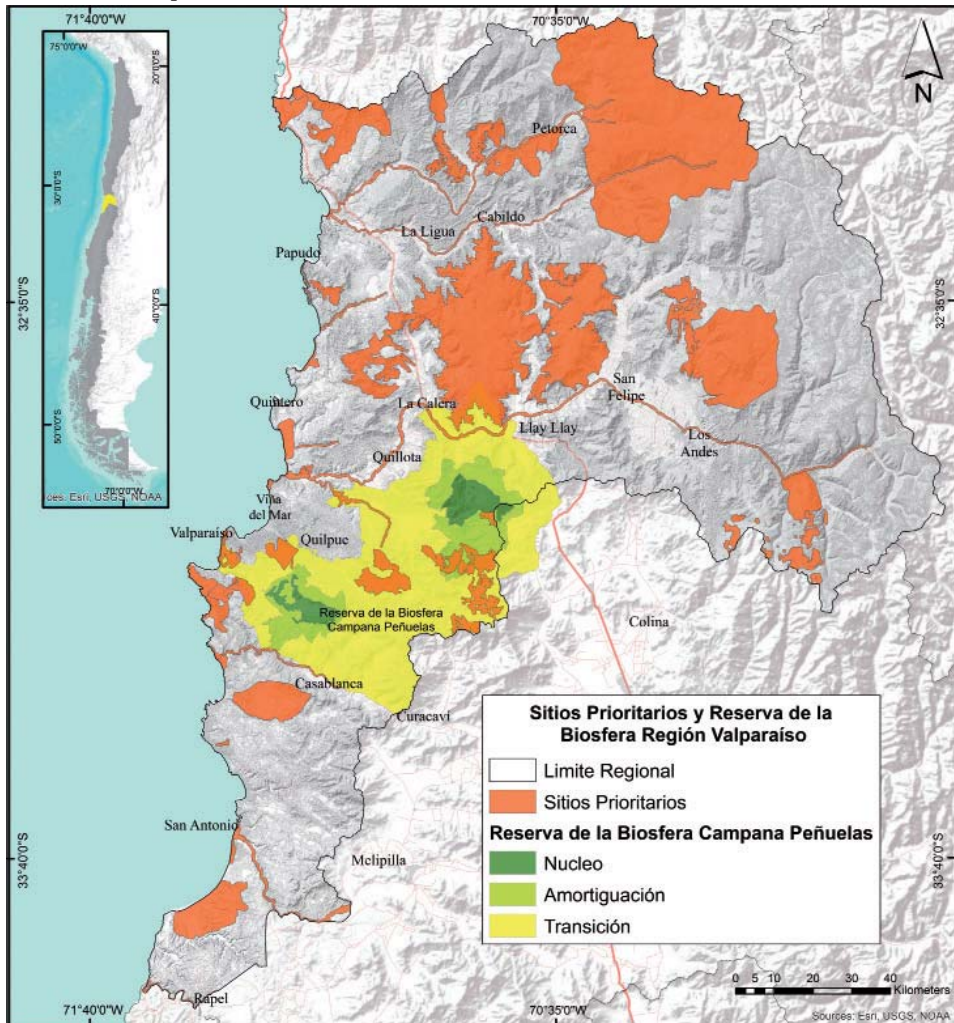 71°40'0"W
70°35'0"W
75°0'0"W
20°0'0"S
30°0'0"S
40°0'0"S
50°0'0"S
70°0'0"W
oes: Esri, USGS, NOAA
N
32°35'0"S
32°35'0"S
33°40'0"S
33°40'0"S
Petorca
Cabildo
La Ligua
Papudo
San
Felipe
Quintero
La Calera
Llay Llay
Los
Andes
Quillota
Viña
del Mar
Valparaíso
Quilpue
Reserva de la Biosfera
Campana Peñuelas
Colina
Casablanca
Curacaví
San Antonio
Melipilla
Rapel
Sitios Prioritarios y Reserva de la
Biosfera Región Valparaíso
Limite Regional
Sitios Prioritarios
Reserva de la Biosfera Campana Peñuelas
Nucleo
Amortiguación
Transición
0 5 10 20 30 40
Kilometers
71°40'0"W
70°35'0"W
Sources: Esri, USGS, NOAA